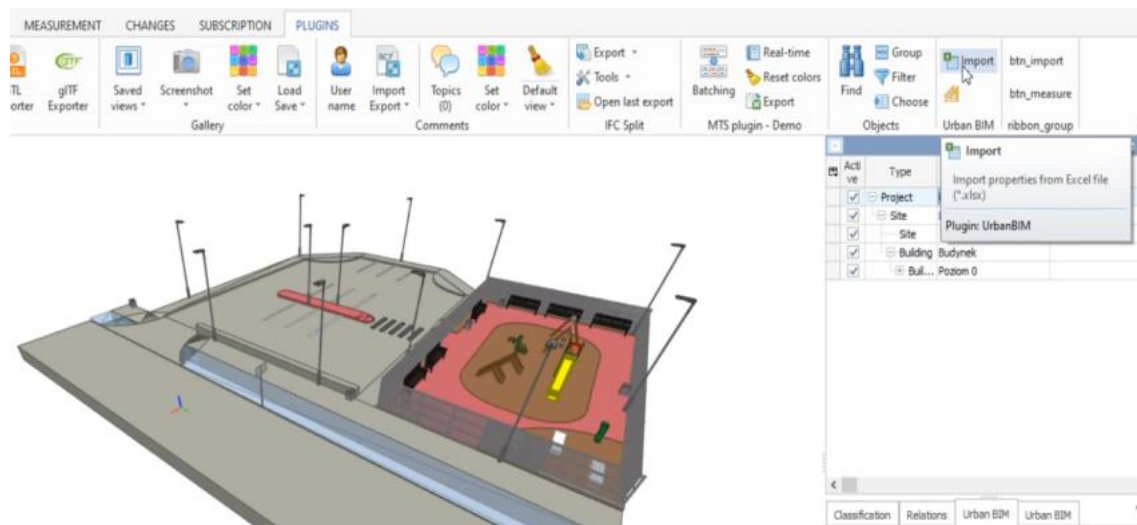 MEASUREMENT CHANGES SUBSCRIPTION PLUGINS
glTF Exporter
Saved views
Screenshot
Set color
Load Save
Gallery
User name
Import Export
Topics (0)
Set color
Default view
Comments
Export
Tools
Open last export
IFC Split
Batching
Real-time
Reset colors
Export
MTS plugin - Demo
Find
Group
Filter
Choose
Objects
Import
Urban BIM
btn_import
btn_measure
ribbon_group
Import
Import properties from Excel file
(*.xlsx)
Plugin: UrbanBIM
Acti
ve
Type
Project
Site
Site
Building Budynek
Buil... Poziom 0
Classification Relations Urban BIM Urban BIM